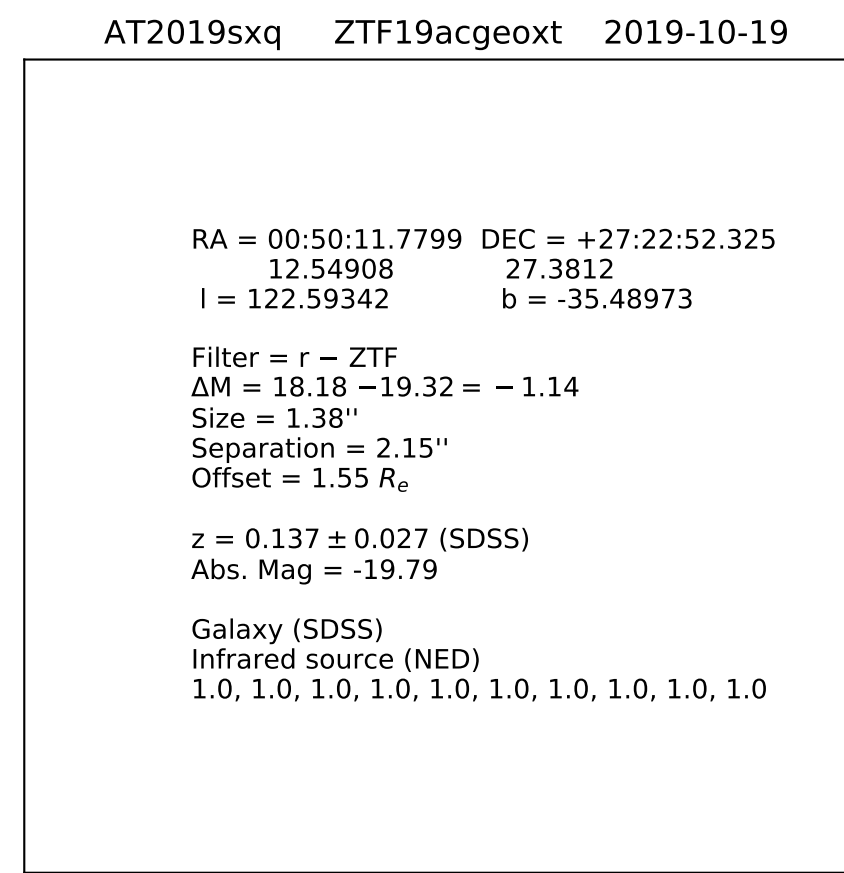 AT2019sxq ZTF19acgeoxt 2019-10-19
RA = 00:50:11.7799 DEC = +27:22:52.325
12.54908 27.3812
l = 122.59342 b = -35.48973
Filter = r − ZTF
ΔM = 18.18 −19.32 = − 1.14
Size = 1.38''
Separation = 2.15''
Offset = 1.55 Rₑ
z = 0.137 ± 0.027 (SDSS)
Abs. Mag = -19.79
Galaxy (SDSS)
Infrared source (NED)
1.0, 1.0, 1.0, 1.0, 1.0, 1.0, 1.0, 1.0, 1.0, 1.0